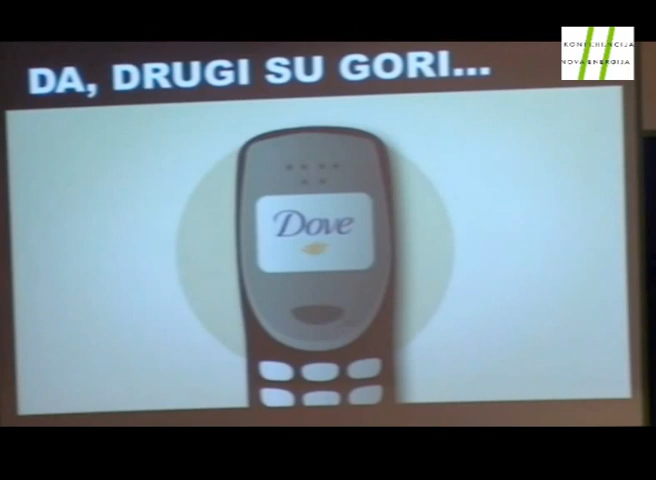 KONFERENCIJA
NOVA ENERGIJA
DA, DRUGI SU GORI...
Dove